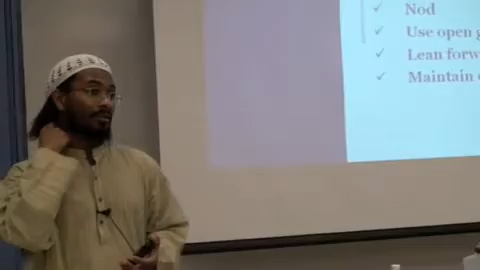 ✓ Nod
✓ Use open g
✓ Lean forw
✓ Maintain